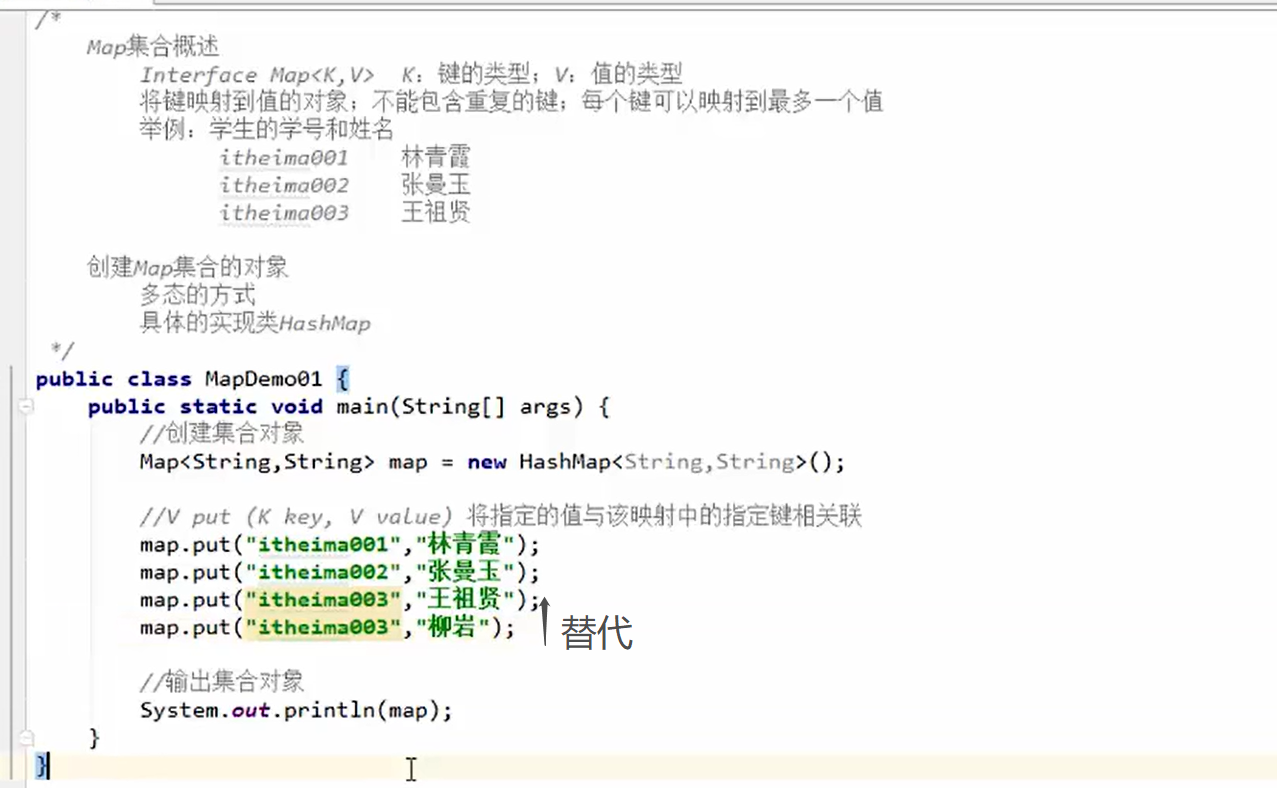 /*
Map集合概述
Interface Map<K,V>  K：键的类型；V：值的类型
将键映射到值的对象；不能包含重复的键；每个键可以映射到最多一个值
举例：学生的学号和姓名
itheima001    林青霞
itheima002    张曼玉
itheima003    王祖贤
创建Map集合的对象
多态的方式
具体的实现类HashMap
*/
public class MapDemo01 {
public static void main(String[] args) {
//创建集合对象
Map<String,String> map = new HashMap<String,String>();
//V put (K key, V value) 将指定的值与该映射中的指定键相关联
map.put("itheima001","林青霞");
map.put("itheima002","张曼玉");
map.put("itheima003","王祖贤");
map.put("itheima003","柳岩");
替代
//输出集合对象
System.out.println(map);
}
}